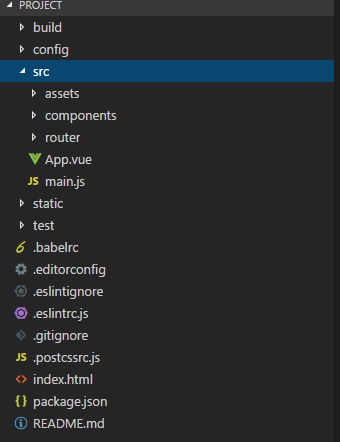 PROJECT
build
config
src
assets
components
router
App.vue
JS main.js
static
test
.babelrc
.editorconfig
.eslintignore
.eslintrc.js
.gitignore
JS .postcssrc.js
<> index.html
{} package.json
README.md